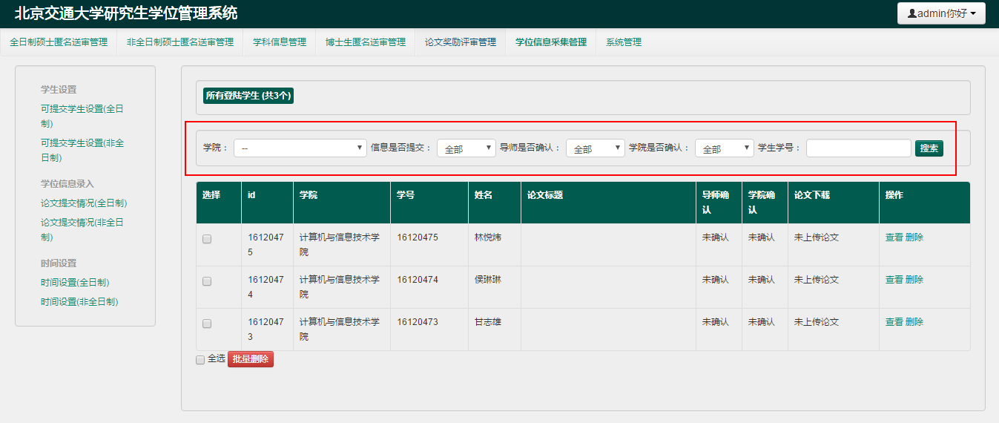 北京交通大学研究生学位管理系统
admin你好
全日制硕士匿名送审管理 非全日制硕士匿名送审管理 学科信息管理 博士生匿名送审管理 论文奖励评审管理 学位信息采集管理 系统管理
学生设置
可提交学生设置(全日
制)
可提交学生设置(非全
日制)
学位信息录入
论文提交情况(全日制)
论文提交情况(非全日
制)
时间设置
时间设置(全日制)
时间设置(非全日制)
所有登陆学生 (共3个)
学院： -- 信息是否提交： 全部 导师是否确认： 全部 学院是否确认： 全部 学生学号： 搜索
选择 id 学院 学号 姓名 论文标题 导师确 学院确 论文下载 操作
认 认
1612047 计算机与信息技术学 16120475 林悦炜 未确认 未确认 未上传论文 查看 删除
5 院
1612047 计算机与信息技术学 16120474 侯琳琳 未确认 未确认 未上传论文 查看 删除
4 院
1612047 计算机与信息技术学 16120473 甘志雄 未确认 未确认 未上传论文 查看 删除
3 院
全选 批量删除